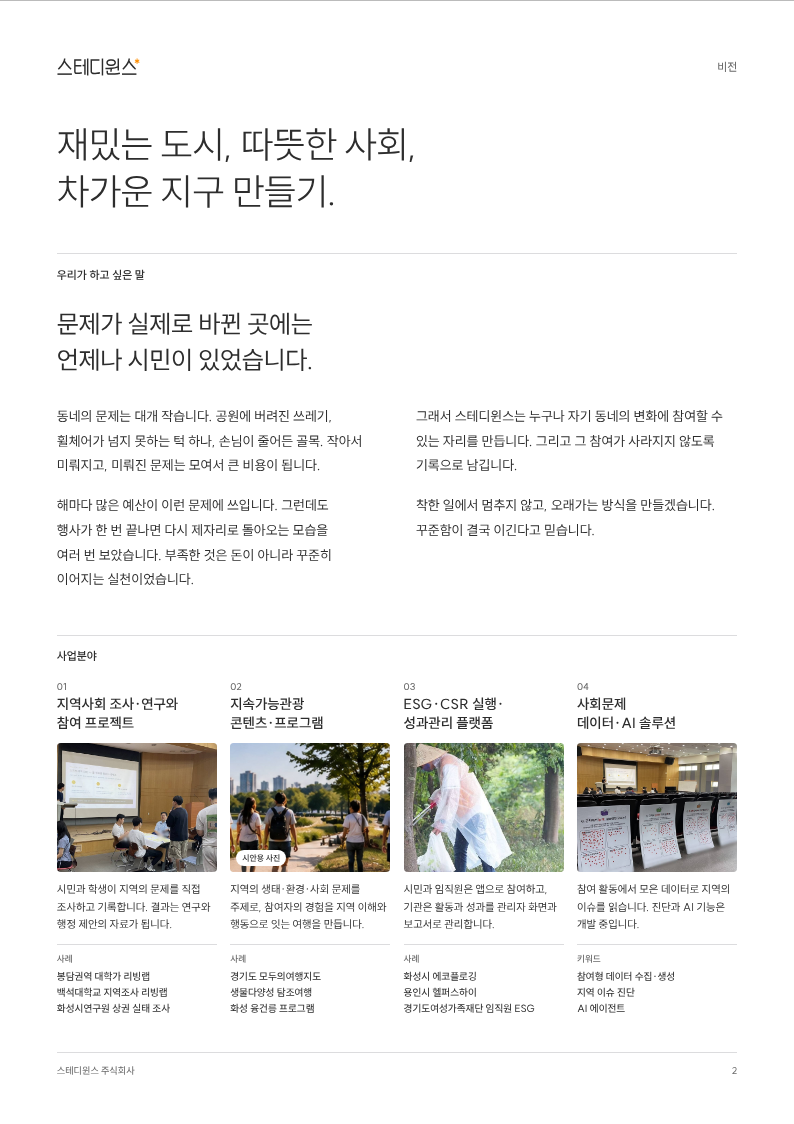 스테디윈스
비전
재밌는 도시, 따뜻한 사회,
차가운 지구 만들기.
우리가 하고 싶은 말
문제가 실제로 바뀐 곳에는
언제나 시민이 있었습니다.
동네의 문제는 대개 작습니다. 공원에 버려진 쓰레기,
휠체어가 넘지 못하는 턱 하나, 손님이 줄어든 골목. 작아서
미뤄지고, 미뤄진 문제는 모여서 큰 비용이 됩니다.
해마다 많은 예산이 이런 문제에 쓰입니다. 그런데도
행사가 한 번 끝나면 다시 제자리로 돌아오는 모습을
여러 번 보았습니다. 부족한 것은 돈이 아니라 꾸준히
이어지는 실천이었습니다.
그래서 스테디윈스는 누구나 자기 동네의 변화에 참여할 수
있는 자리를 만듭니다. 그리고 그 참여가 사라지지 않도록
기록으로 남깁니다.
착한 일에서 멈추지 않고, 오래가는 방식을 만들겠습니다.
꾸준함이 결국 이긴다고 믿습니다.
사업분야
01
지역사회 조사·연구와
참여 프로젝트
시민과 학생이 지역의 문제를 직접
조사하고 기록합니다. 결과는 연구와
행정 제안의 자료가 됩니다.
사례
봉담권역 대학가 리빙랩
백석대학교 지역조사 리빙랩
화성시연구원 상권 실태 조사
02
지속가능관광
콘텐츠·프로그램
시안용 사진
지역의 생태·환경·사회 문제를
주제로, 참여자의 경험을 지역 이해와
행동으로 잇는 여행을 만듭니다.
사례
경기도 모두의여행지도
생물다양성 탐조여행
화성 융건릉 프로그램
03
ESG·CSR 실행·
성과관리 플랫폼
시민과 임직원은 앱으로 참여하고,
기관은 활동과 성과를 관리자 화면과
보고서로 관리합니다.
사례
화성시 에코플로깅
용인시 헬퍼스하이
경기도여성가족재단 임직원 ESG
04
사회문제
데이터·AI 솔루션
참여 활동에서 모은 데이터로 지역의
이슈를 읽습니다. 진단과 AI 기능은
개발 중입니다.
키워드
참여형 데이터 수집·생성
지역 이슈 진단
AI 에이전트
스테디윈스 주식회사
2